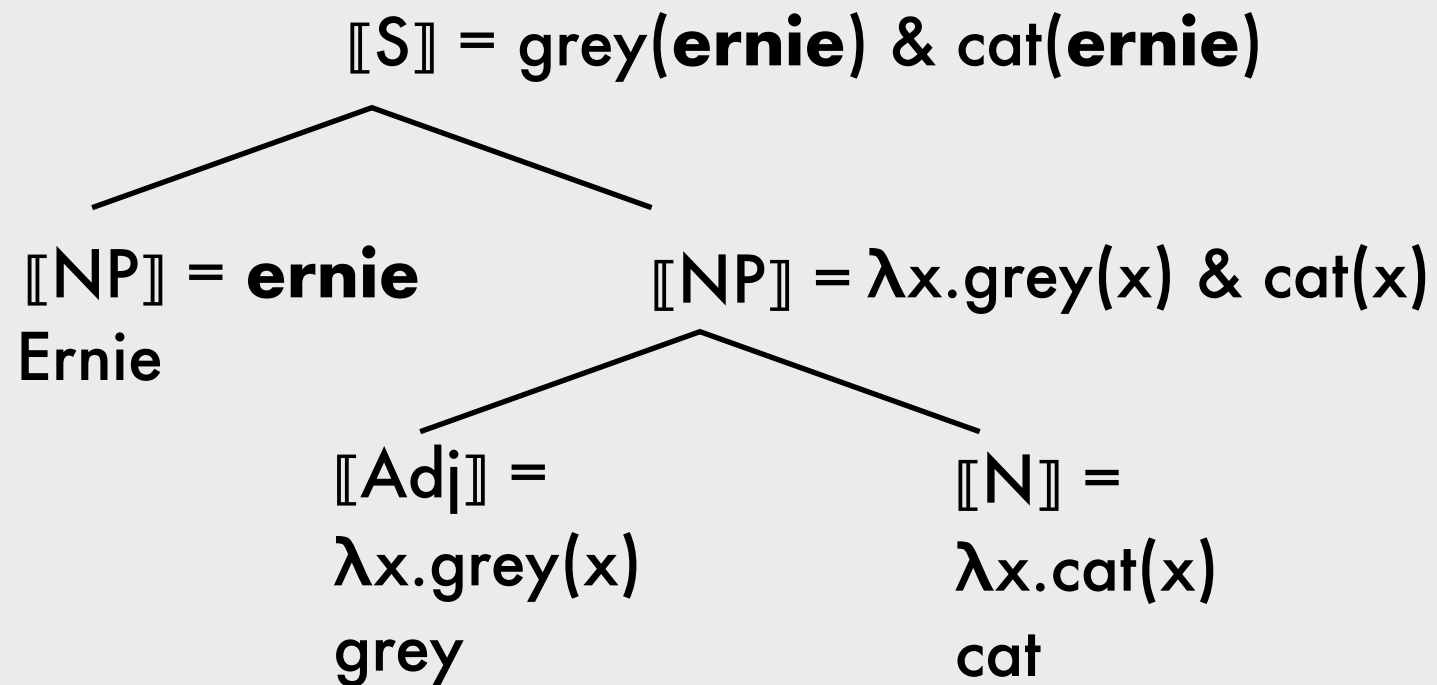 ⟦S⟧ = grey(ernie) & cat(ernie)
⟦NP⟧ = ernie
Ernie
⟦NP⟧ = λx.grey(x) & cat(x)
⟦Adj⟧ =
λx.grey(x)
grey
⟦N⟧ =
λx.cat(x)
cat